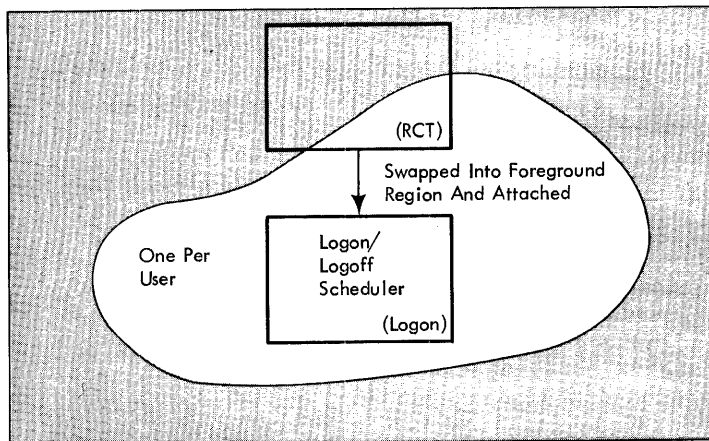 (RCT)
Swapped Into Foreground
Region And Attached
One Per
User
Logon/
Logoff
Scheduler
(Logon)